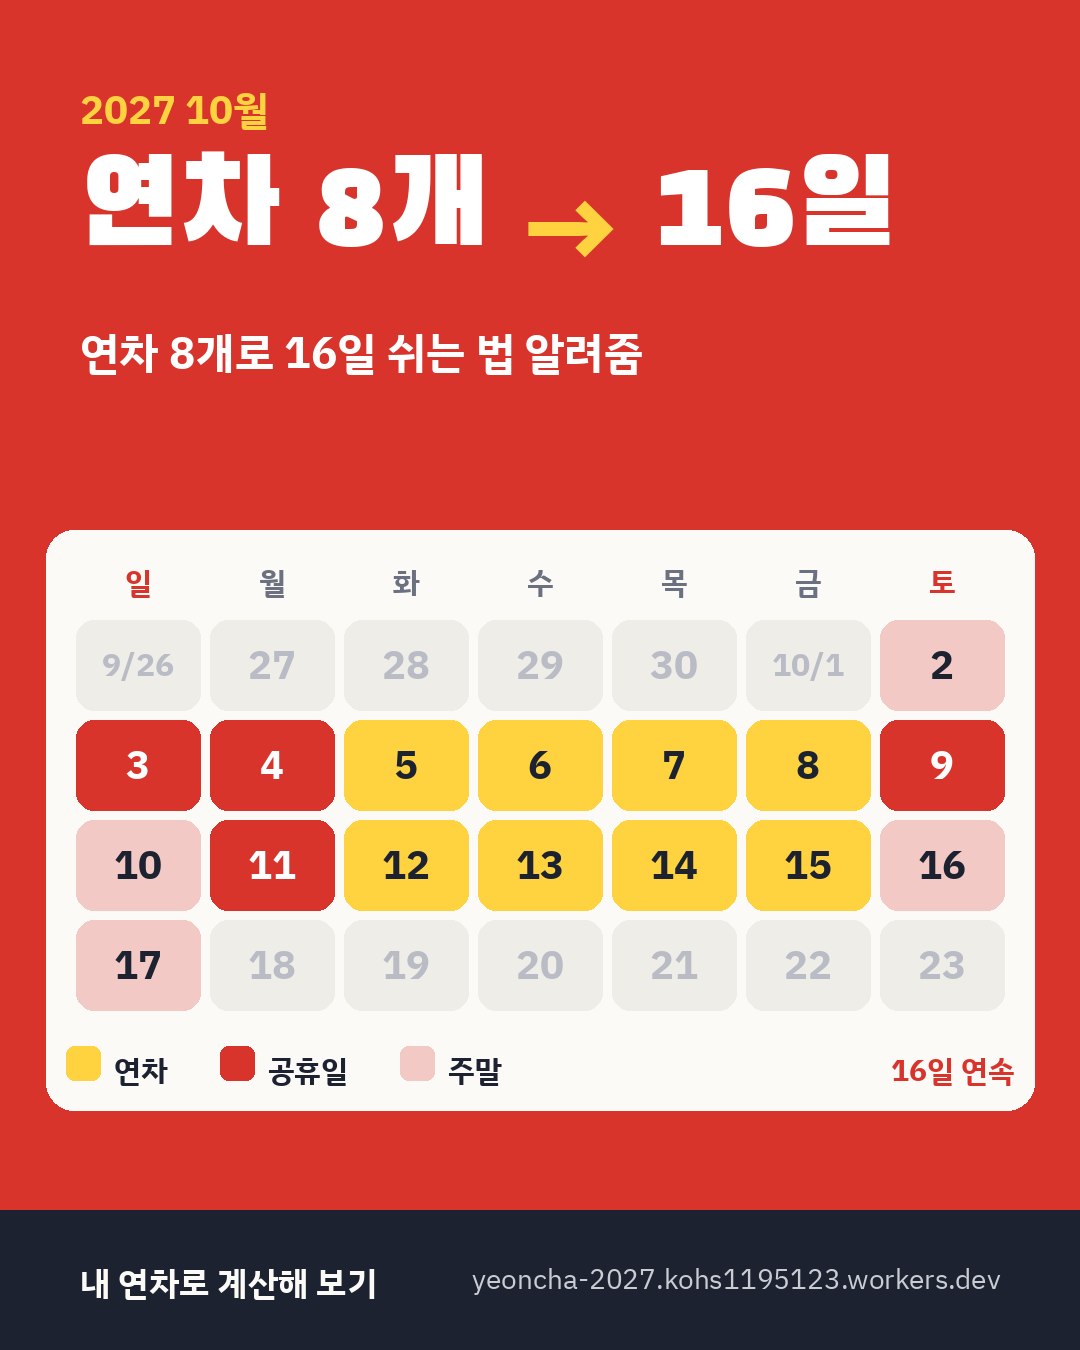 2027 10월
연차 8개 → 16일
연차 8개로 16일 쉬는 법 알려줌
일 월 화 수 목 금 토
9/26 27 28 29 30 10/1 2
3 4 5 6 7 8 9
10 11 12 13 14 15 16
17 18 19 20 21 22 23
연차 공휴일 주말 16일 연속
내 연차로 계산해 보기 yeoncha-2027.kohs1195123.workers.dev